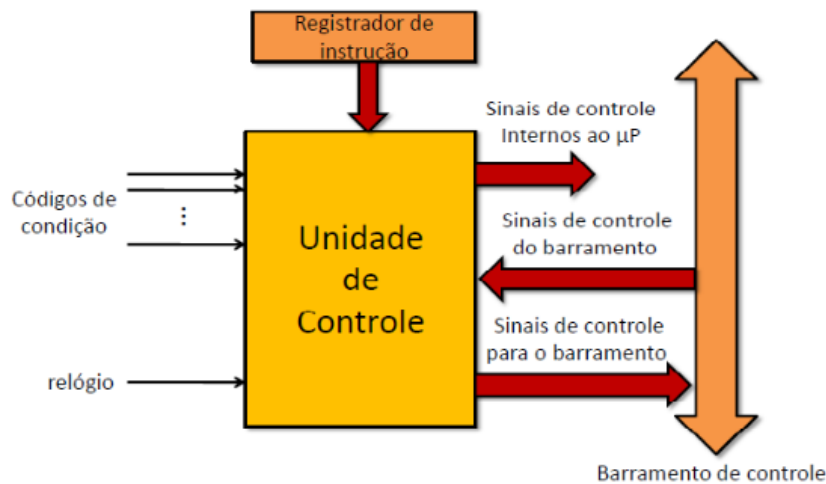 Registrador de
instrução
Sinais de controle
Internos ao μP
Códigos de
condição
⋮
Sinais de controle
do barramento
Unidade
de
Controle
Sinais de controle
para o barramento
relógio
Barramento de controle